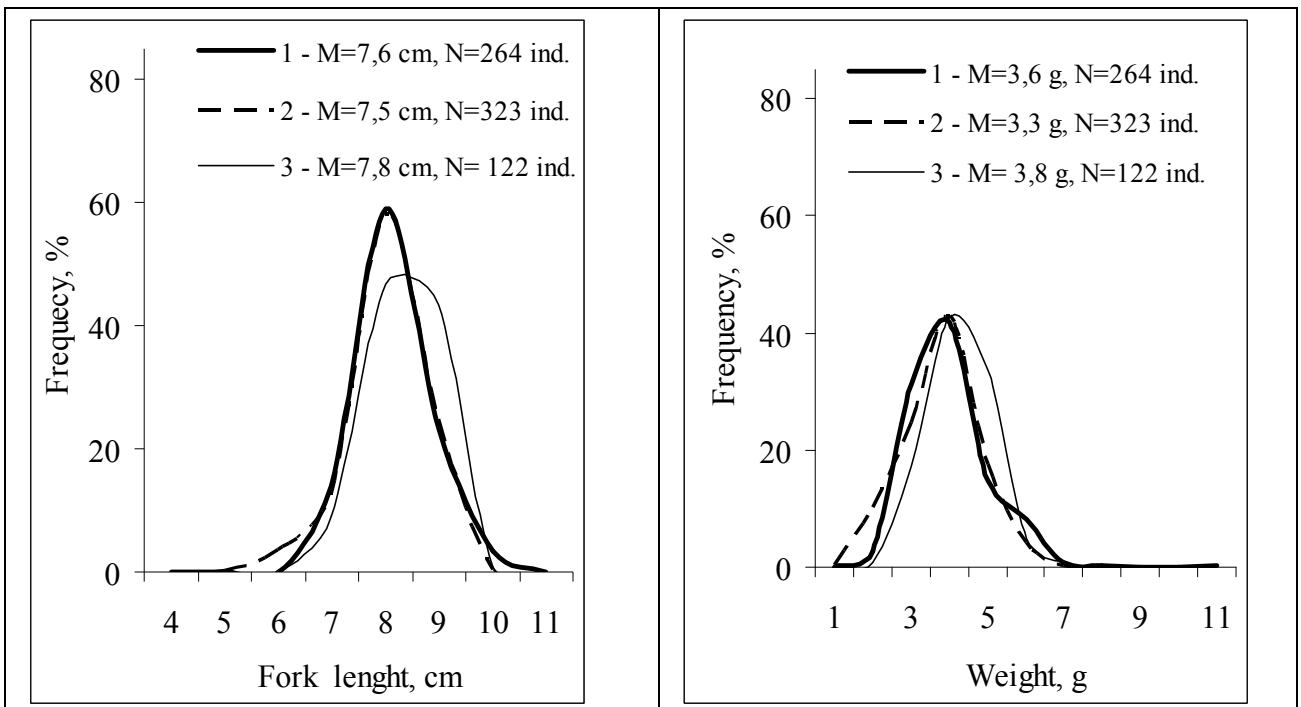 1 - M=7,6 cm, N=264 ind.
2 - M=7,5 cm, N=323 ind.
3 - M=7,8 cm, N= 122 ind.
80
60
40
20
0
Frequecy, %
4 5 6 7 8 9 10 11
Fork lenght, cm
1 - M=3,6 g, N=264 ind.
2 - M=3,3 g, N=323 ind.
3 - M= 3,8 g, N=122 ind.
80
60
40
20
0
Frequency, %
1 3 5 7 9 11
Weight, g